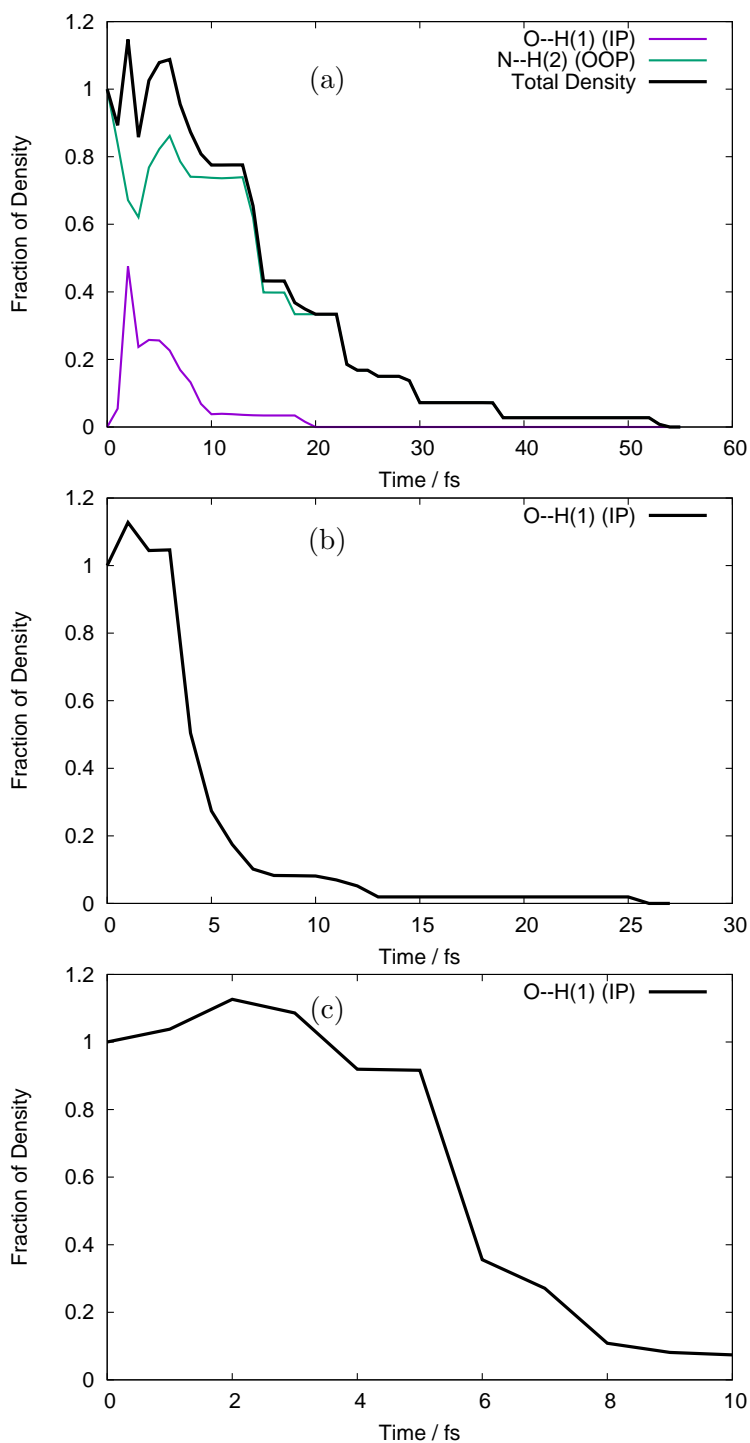 1.2
1
0.8
0.6
0.4
0.2
0
Fraction of Density
O--H(1) (IP)
N--H(2) (OOP)
Total Density
(a)
0 10 20 30 40 50 60
Time / fs
1.2
1
0.8
0.6
0.4
0.2
0
Fraction of Density
O--H(1) (IP)
(b)
0 5 10 15 20 25 30
Time / fs
1.2
1
0.8
0.6
0.4
0.2
0
Fraction of Density
O--H(1) (IP)
(c)
0 2 4 6 8 10
Time / fs